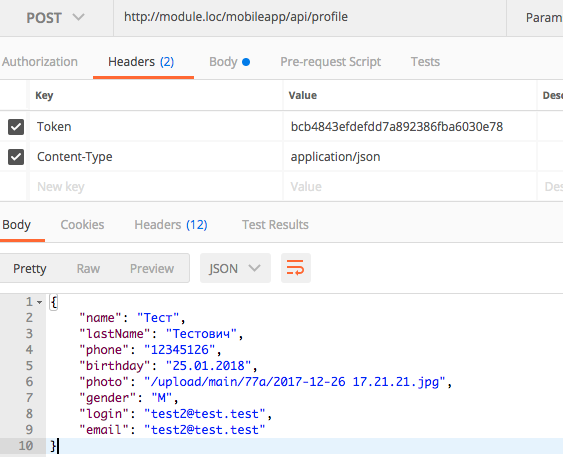 POST http://module.loc/mobileapp/api/profile Param
Authorization Headers (2) Body Pre-request Script Tests
Key Value Des
Token bcb4843efdefdd7a892386fba6030e78
Content-Type application/json
New key Value Des
Body Cookies Headers (12) Test Results
Pretty Raw Preview JSON
1 {
2 "name": "Тест",
3 "lastName": "Тестович",
4 "phone": "12345126",
5 "birthday": "25.01.2018",
6 "photo": "/upload/main/77a/2017-12-26 17.21.21.jpg",
7 "gender": "M",
8 "login": "test2@test.test",
9 "email": "test2@test.test"
10 }